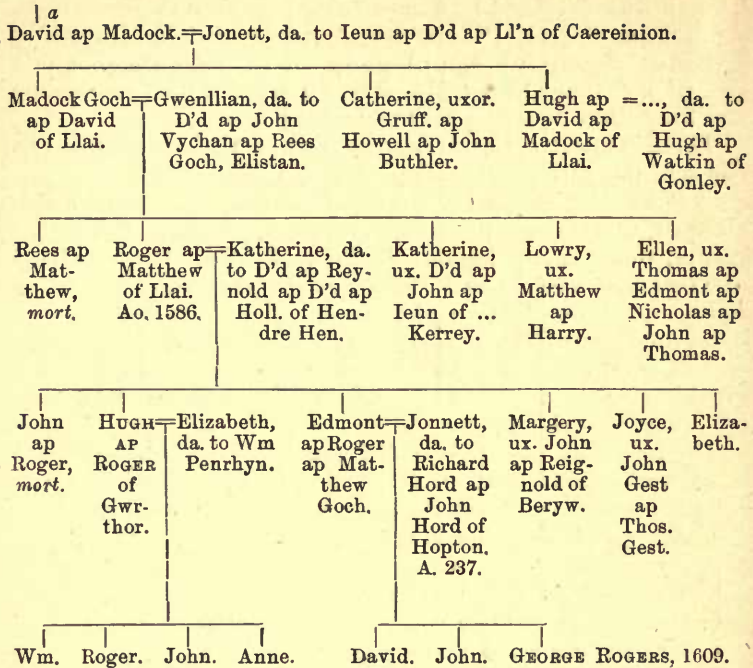 a
David ap Madock.=Jonett, da. to Ieun ap D'd ap Ll'n of Caereinion.
Madock Goch=Gwenllian, da. to
ap David D'd ap John
of Llai. Vychan ap Rees
Goch, Elistan.
Catherine, uxor.
Gruff. ap
Howell ap John
Buthler.
Hugh ap =..., da. to
David ap D'd ap
Madock of Hugh ap
Llai. Watkin of
Gonley.
Rees ap
Mat-
thew,
mort.
Roger ap=Katherine, da.
Matthew to D'd ap Rey-
of Llai. nold ap D'd ap
Ao. 1586. Holl. of Hen-
dre Hen.
Katherine,
ux. D'd ap
John ap
Ieun of ...
Kerrey.
Lowry,
ux.
Matthew
ap
Harry.
Ellen, ux.
Thomas ap
Edmont ap
Nicholas ap
John ap
Thomas.
John
ap
Roger,
mort.
HUGH=Elizabeth,
AP da. to Wm
ROGER Penrhyn.
of
Gwr-
thor.
Edmont=Jonnett,
ap Roger da. to
ap Mat- Richard
thew Hord ap
Goch. John
Hord of
Hopton.
A. 237.
Margery,
ux. John
ap Reig-
nold of
Beryw.
Joyce,
ux.
John
Gest
ap
Thos.
Gest.
Eliza-
beth.
Wm. Roger. John. Anne. David. John. GEORGE ROGERS, 1609.